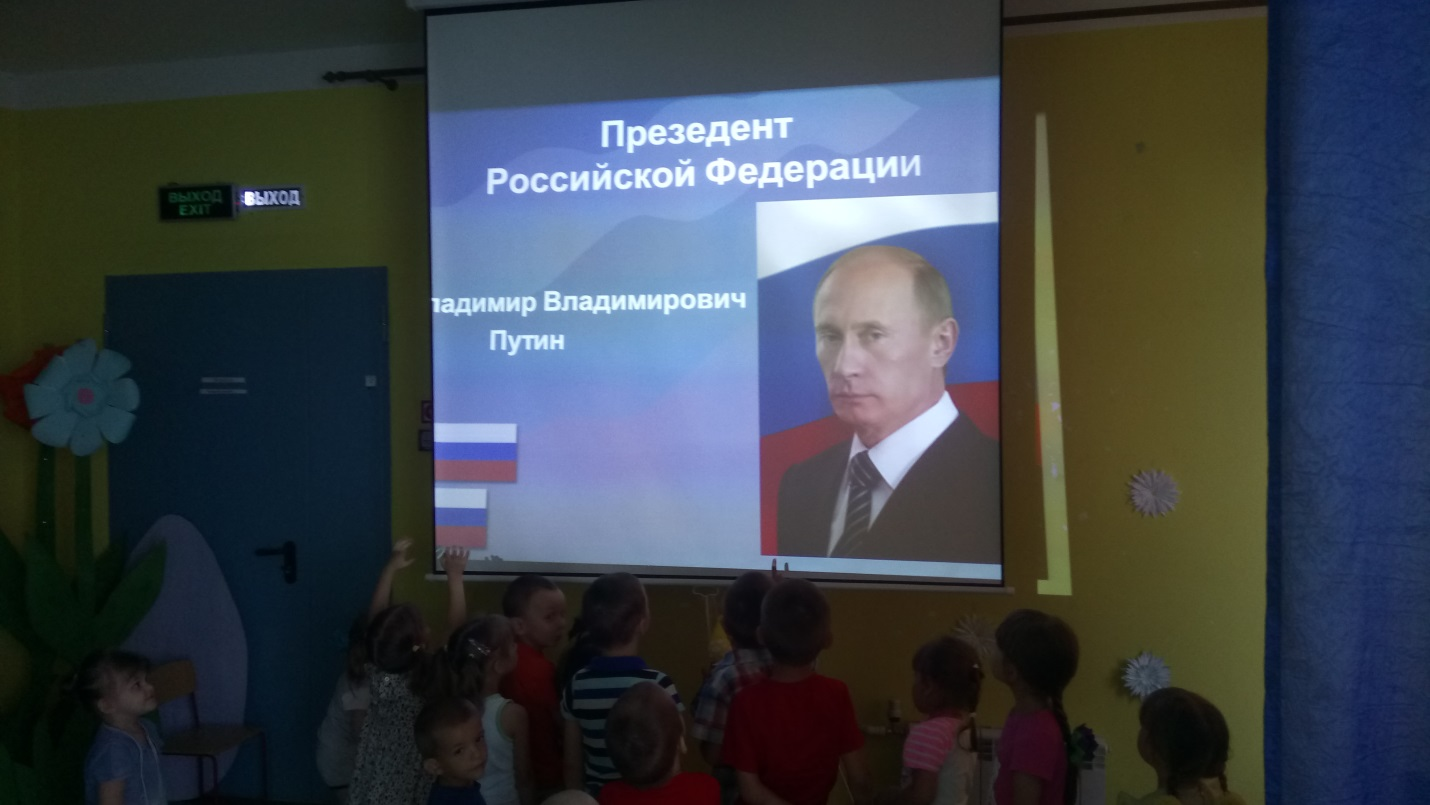 Презедент
Российской Федерации
ВЫХОД
EXIT
ВЫХОД
ладимир Владимирович
Путин